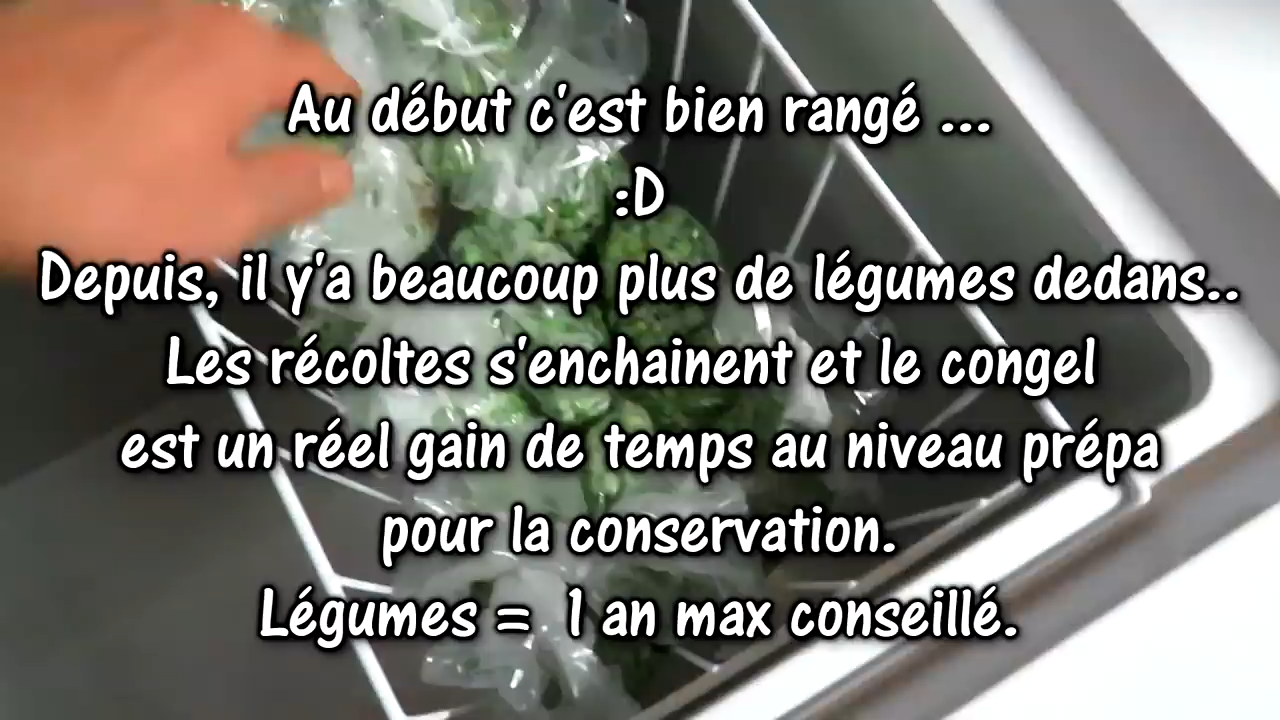 Au début c'est bien rangé ...
:D
Depuis, il y'a beaucoup plus de légumes dedans..
Les récoltes s'enchainent et le congel
est un réel gain de temps au niveau prépa
pour la conservation.
Légumes =  1 an max conseillé.